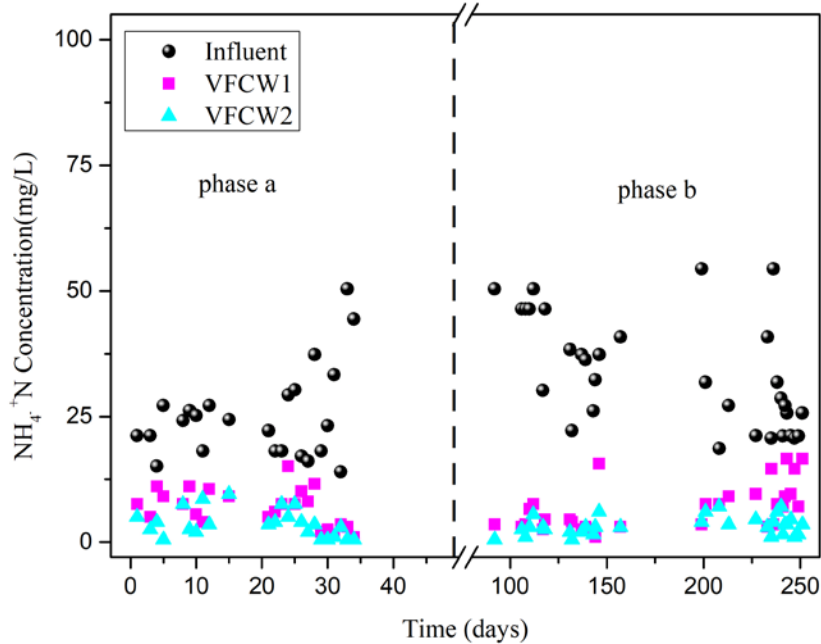 100
75
50
25
0
NH₄.⁺N Concentration(mg/L)
Influent
VFCW1
VFCW2
phase a
phase b
0 10 20 30 40 100 150 200 250
Time (days)